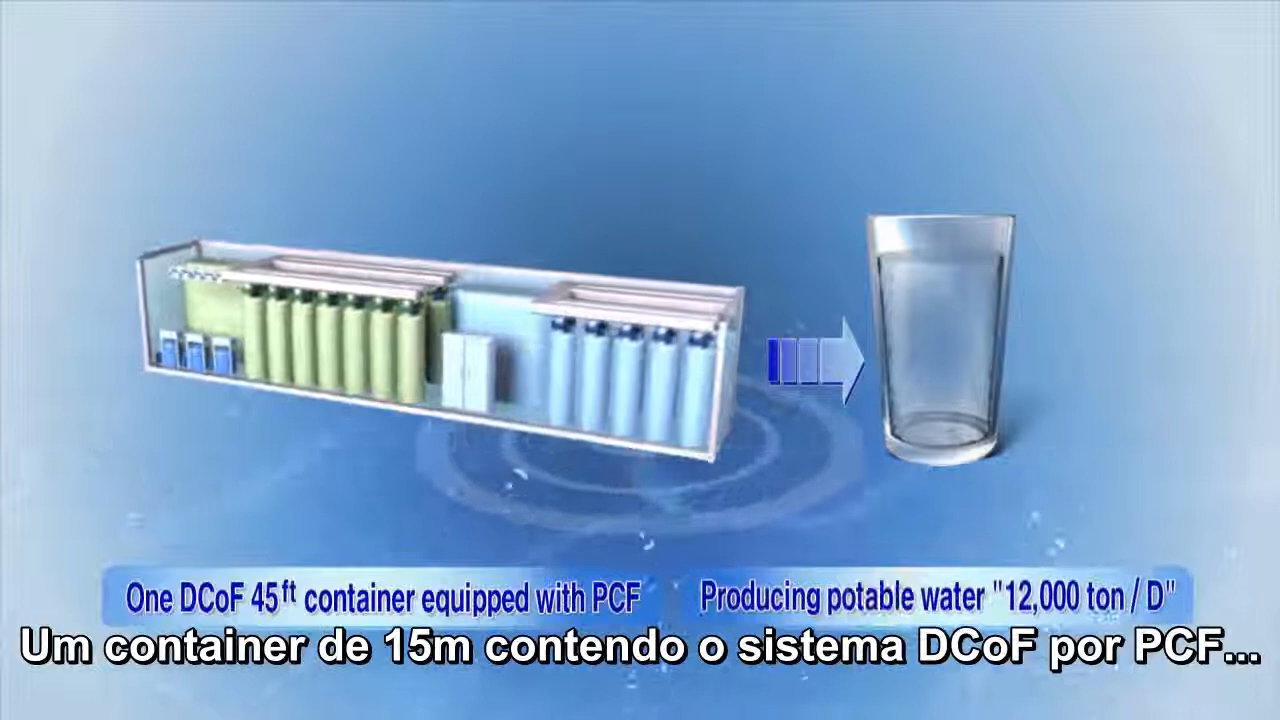 One DCoF 45ft container equipped with PCF
Producing potable water "12,000 ton / D"
Um container de 15m contendo o sistema DCoF por PCF...